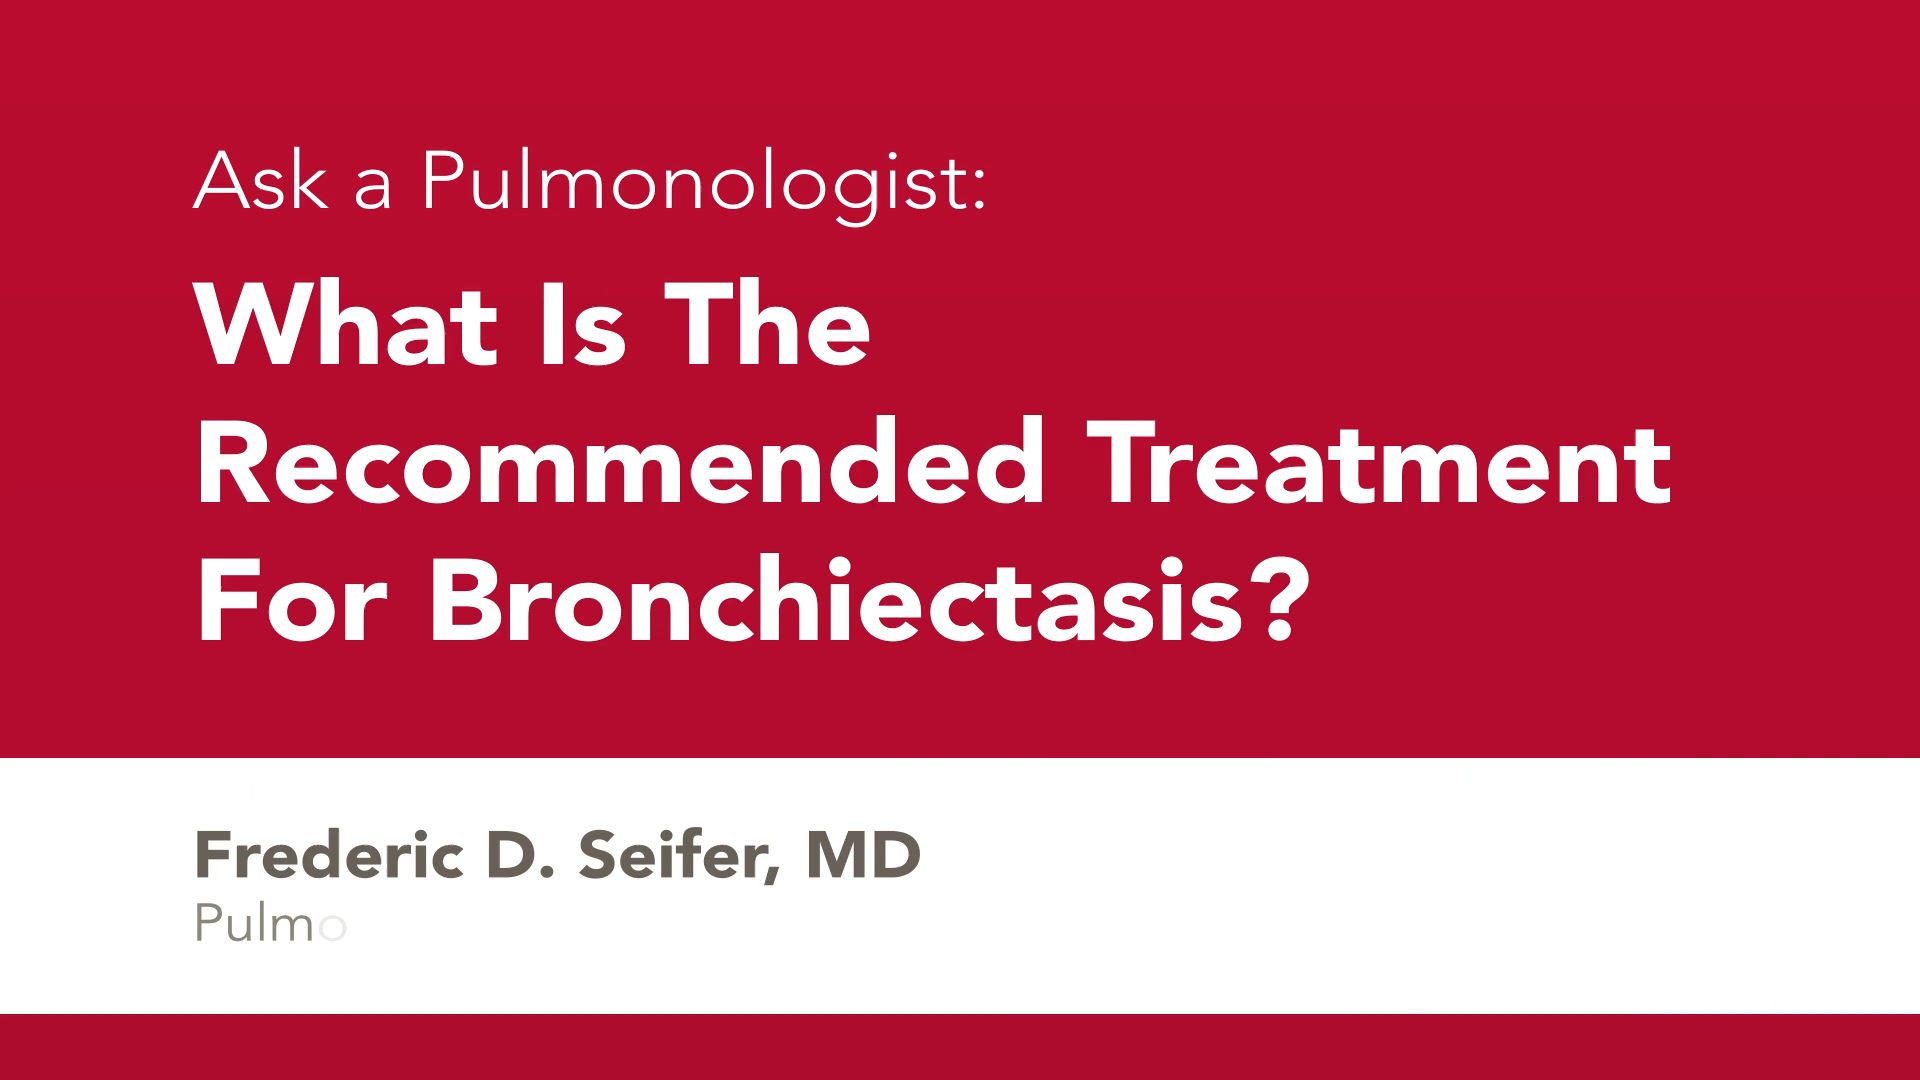 Ask a Pulmonologist:
What Is The
Recommended Treatment
For Bronchiectasis?
Frederic D. Seifer, MD
Pulmo